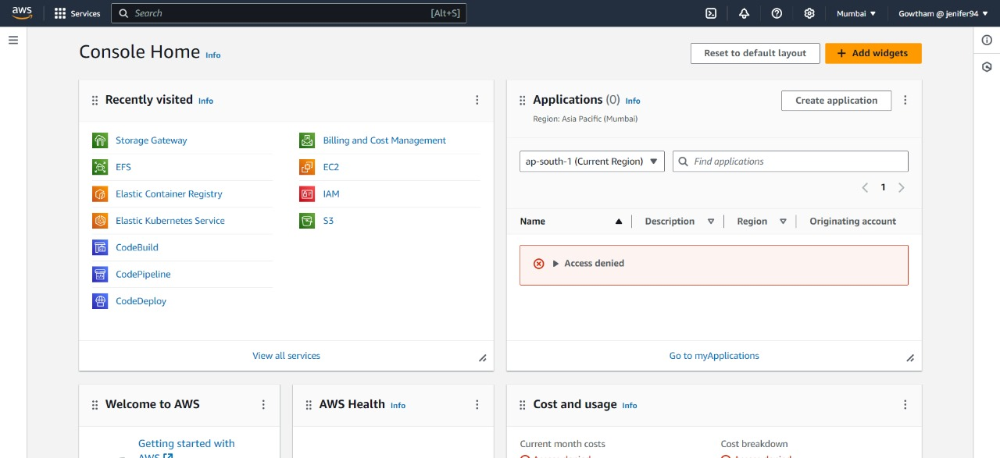 aws
Services
Search
[Alt+S]
Mumbai
Gowtham @ jenifer94
Console Home Info
Reset to default layout
Add widgets
Recently visited Info
Storage Gateway
EFS
Elastic Container Registry
Elastic Kubernetes Service
CodeBuild
CodePipeline
CodeDeploy
Billing and Cost Management
EC2
IAM
S3
View all services
Applications (0) Info
Region: Asia Pacific (Mumbai)
Create application
ap-south-1 (Current Region)
Find applications
1
Name
Description
Region
Originating account
Access denied
Go to myApplications
Welcome to AWS
Getting started with
AWS
AWS Health Info
Cost and usage Info
Current month costs
Access denied
Cost breakdown
Access denied